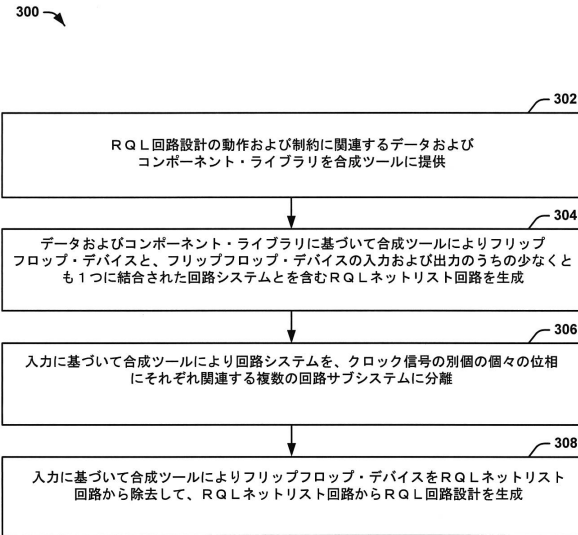 300
302
RQL回路設計の動作および制約に関連するデータおよび
コンポーネント・ライブラリを合成ツールに提供
304
データおよびコンポーネント・ライブラリに基づいて合成ツールによりフリップ
フロップ・デバイスと、フリップフロップ・デバイスの入力および出力のうちの少なくと
も1つに結合された回路システムとを含むRQLネットリスト回路を生成
306
入力に基づいて合成ツールにより回路システムを、クロック信号の別個の個々の位相
にそれぞれ関連する複数の回路サブシステムに分離
308
入力に基づいて合成ツールによりフリップフロップ・デバイスをRQLネットリスト
回路から除去して、RQLネットリスト回路からRQL回路設計を生成